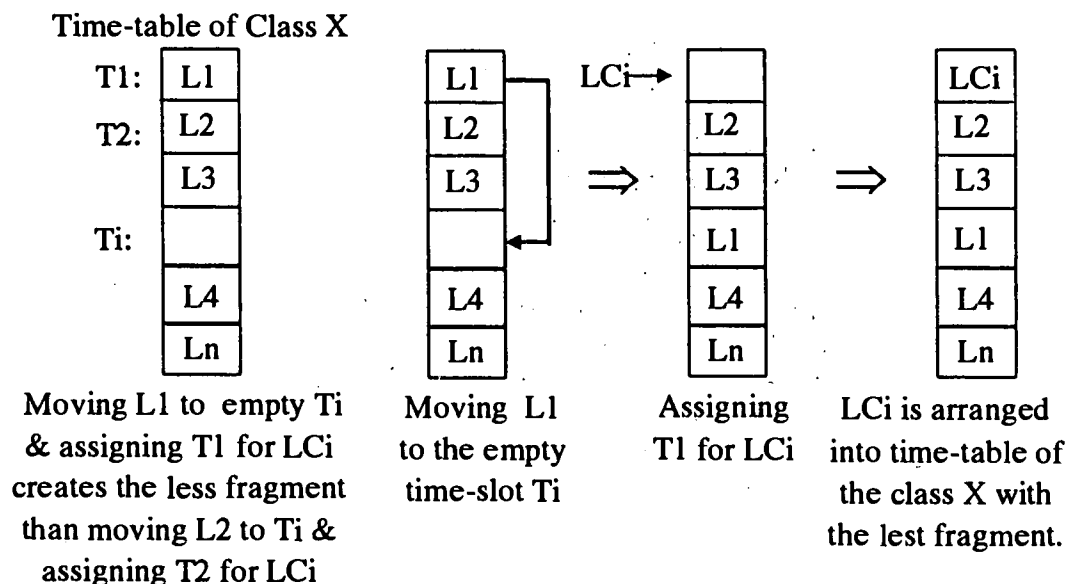 Time-table of Class X
T1:
T2:
Ti:
L1
L2
L3
L4
Ln
L1
L2
L3
L4
Ln
⇒
LCi
L2
L3
L1
L4
Ln
⇒
LCi
L2
L3
L1
L4
Ln
Moving L1 to empty Ti
& assigning T1 for LCi
creates the less fragment
than moving L2 to Ti &
assigning T2 for LCi
Moving L1
to the empty
time-slot Ti
Assigning
T1 for LCi
LCi is arranged
into time-table of
the class X with
the lest fragment.